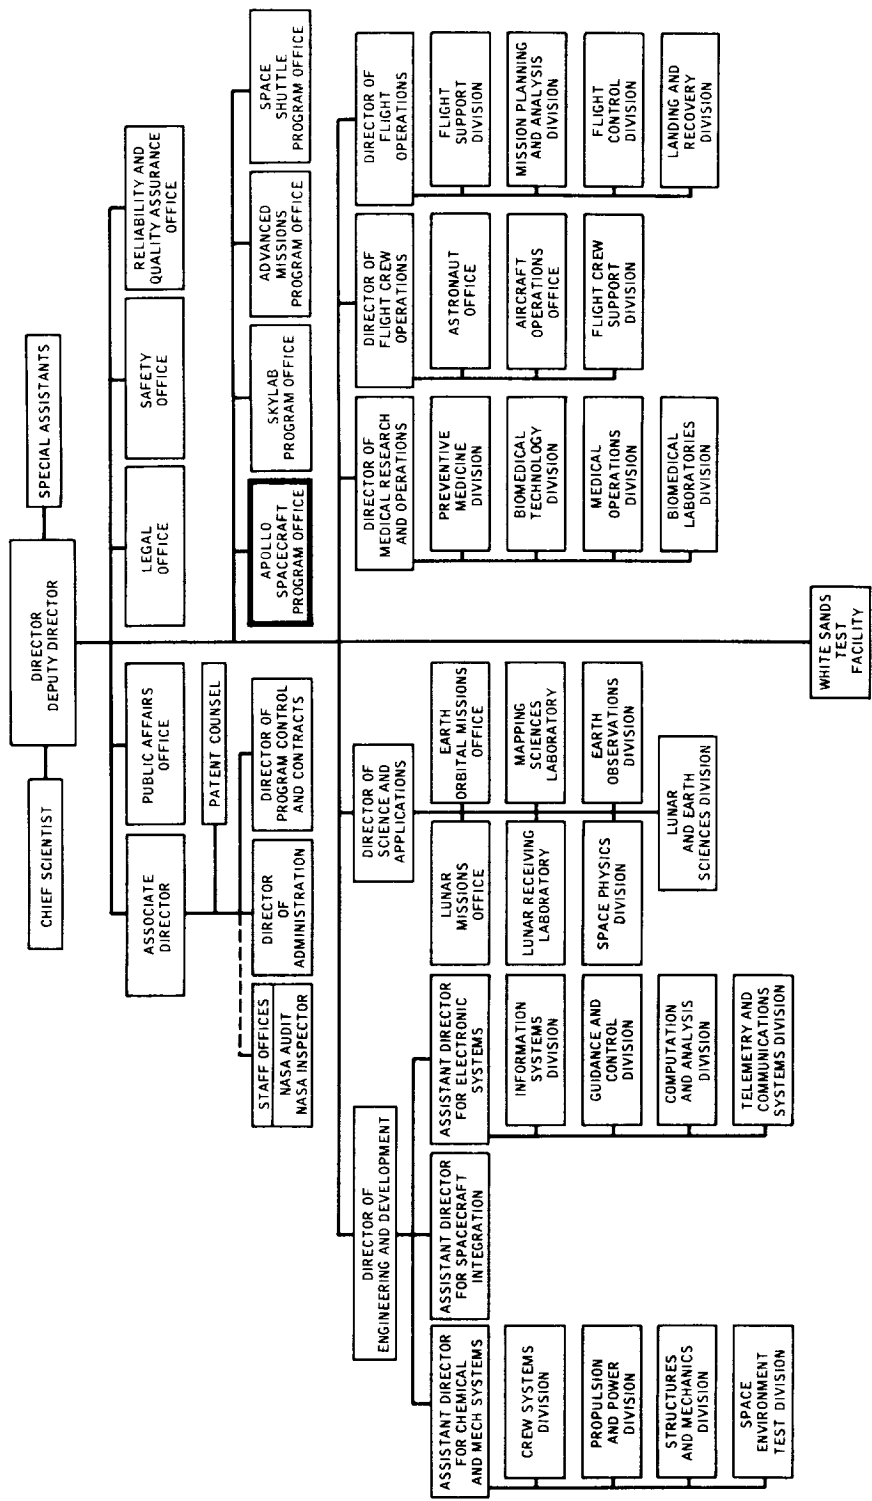 DIRECTOR
DEPUTY DIRECTOR
CHIEF SCIENTIST
SPECIAL ASSISTANTS
ASSOCIATE
DIRECTOR
PUBLIC AFFAIRS
OFFICE
LEGAL
OFFICE
SAFETY
OFFICE
RELIABILITY AND
QUALITY ASSURANCE
OFFICE
PATENT COUNSEL
STAFF OFFICES
NASA AUDIT
NASA INSPECTOR
DIRECTOR
OF
ADMINISTRATION
DIRECTOR OF
PROGRAM CONTROL
AND CONTRACTS
APOLLO
SPACECRAFT
PROGRAM OFFICE
SKYLAB
PROGRAM OFFICE
ADVANCED
MISSIONS
PROGRAM OFFICE
SPACE
SHUTTLE
PROGRAM OFFICE
DIRECTOR OF
ENGINEERING AND DEVELOPMENT
ASSISTANT DIRECTOR
FOR CHEMICAL
AND MECH SYSTEMS
CREW SYSTEMS
DIVISION
PROPULSION
AND POWER
DIVISION
STRUCTURES
AND MECHANICS
DIVISION
SPACE
ENVIRONMENT
TEST DIVISION
ASSISTANT DIRECTOR
FOR SPACECRAFT
INTEGRATION
ASSISTANT DIRECTOR
FOR ELECTRONIC
SYSTEMS
INFORMATION
SYSTEMS
DIVISION
GUIDANCE AND
CONTROL
DIVISION
COMPUTATION
AND ANALYSIS
DIVISION
TELEMETRY AND
COMMUNICATIONS
SYSTEMS DIVISION
DIRECTOR OF
SCIENCE AND
APPLICATIONS
LUNAR
MISSIONS
OFFICE
EARTH
ORBITAL MISSIONS
OFFICE
LUNAR RECEIVING
LABORATORY
MAPPING
SCIENCES
LABORATORY
SPACE PHYSICS
DIVISION
EARTH
OBSERVATIONS
DIVISION
LUNAR
AND EARTH
SCIENCES DIVISION
DIRECTOR OF
MEDICAL RESEARCH
AND OPERATIONS
PREVENTIVE
MEDICINE
DIVISION
BIOMEDICAL
TECHNOLOGY
DIVISION
MEDICAL
OPERATIONS
DIVISION
BIOMEDICAL
LABORATORIES
DIVISION
DIRECTOR OF
FLIGHT CREW
OPERATIONS
ASTRONAUT
OFFICE
AIRCRAFT
OPERATIONS
OFFICE
FLIGHT CREW
SUPPORT
DIVISION
DIRECTOR OF
FLIGHT
OPERATIONS
FLIGHT
SUPPORT
DIVISION
MISSION PLANNING
AND ANALYSIS
DIVISION
FLIGHT
CONTROL
DIVISION
LANDING AND
RECOVERY
DIVISION
WHITE SANDS
TEST
FACILITY